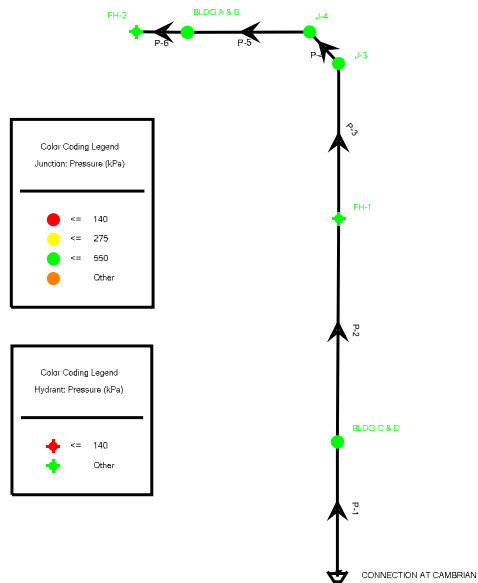 FH-2
BLDG A & B
J-4
P-6
P-5
P-4
J-3
P-3
Color Coding Legend
Junction: Pressure (kPa)
<= 140
<= 275
<= 550
Other
FH-1
P-2
Color Coding Legend
Hydrant: Pressure (kPa)
<= 140
Other
BLDG C & D
P-1
CONNECTION AT CAMBRIAN